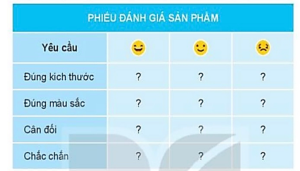 PHIẾU ĐÁNH GIÁ SẢN PHẨM
Yêu cầu
Đúng kích thước ? ? ?
Đúng màu sắc ? ? ?
Cân đối ? ? ?
Chắc chắn ? ? ?